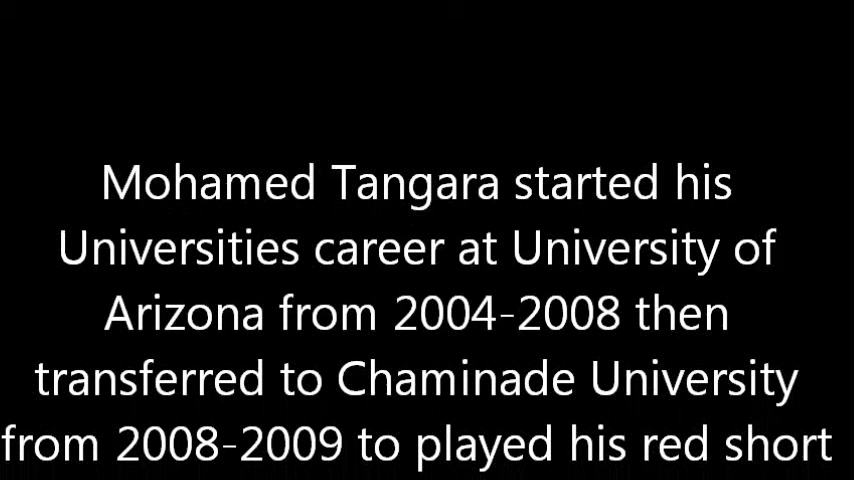 Mohamed Tangara started his
Universities career at University of
Arizona from 2004-2008 then
transferred to Chaminade University
from 2008-2009 to played his red short